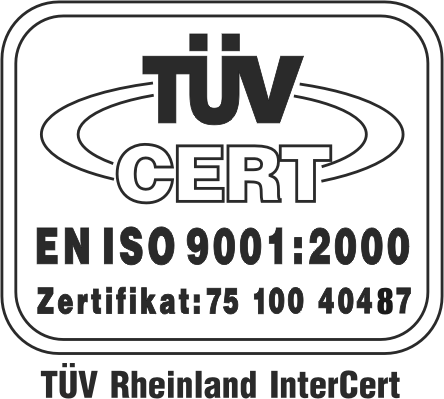 TÜV
CERT
EN ISO 9001:2000
Zertifikat: 75 100 40487
TÜV Rheinland InterCert